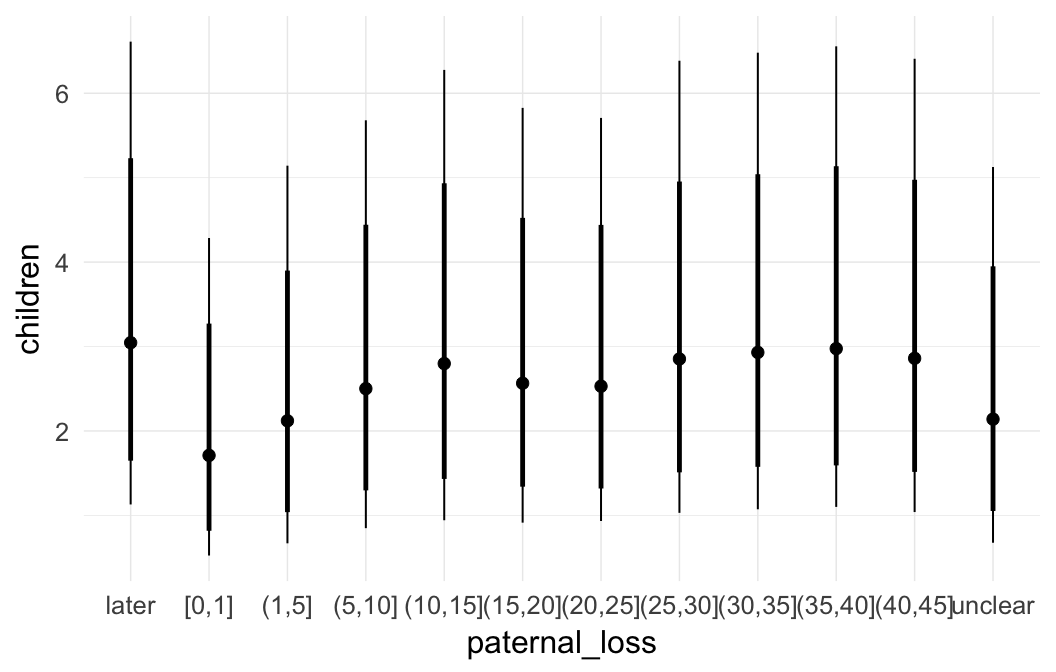 children
6
4
2
later [0,1] (1,5] (5,10] (10,15] (15,20] (20,25] (25,30] (30,35] (35,40] (40,45] unclear
paternal_loss